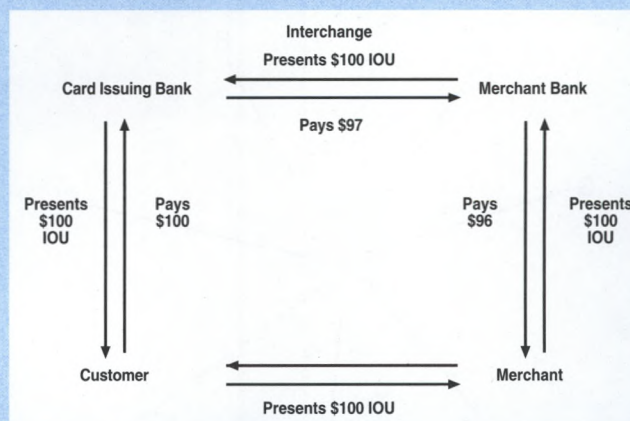 Interchange
Presents $100 IOU
Card Issuing Bank
Merchant Bank
Pays $97
Presents
$100
IOU
Pays
$100
Pays
$96
Presents
$100
IOU
Customer
Merchant
Presents $100 IOU